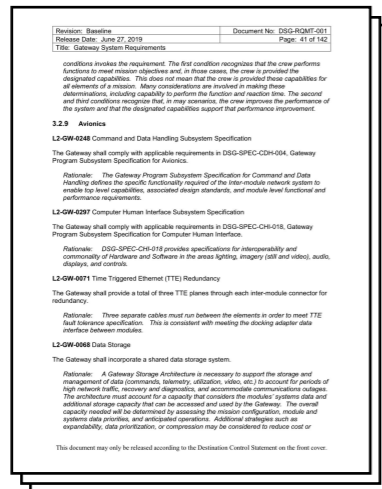 Revision: Baseline Document No: DSG-RQMT-001
Release Date: June 27, 2019 Page: 41 of 142
Title: Gateway System Requirements
conditions invokes the requirement. The first condition recognizes that the crew performs
functions to meet mission objectives and, in those cases, the crew is provided the
designated capabilities. This does not mean that the crew is provided these capabilities for
all elements of a mission. Many considerations are involved in making these
determinations, including capability to perform the function and reaction time. The second
and third conditions recognize that, in may scenarios, the crew improves the performance of
the system and that the designated capabilities support that performance improvement.
3.2.9 Avionics
L2-GW-0248 Command and Data Handling Subsystem Specification
The Gateway shall comply with applicable requirements in DSG-SPEC-CDH-004, Gateway
Program Subsystem Specification for Avionics.
Rationale: The Gateway Program Subsystem Specification for Command and Data
Handling defines the specific functionality required of the Inter-module network system to
enable top level capabilities, associated design standards, and module level functional and
performance requirements.
L2-GW-0297 Computer Human Interface Subsystem Specification
The Gateway shall comply with applicable requirements in DSG-SPEC-CHI-018, Gateway
Program Subsystem Specification for Computer Human Interface.
Rationale: DSG-SPEC-CHI-018 provides specifications for interoperability and
commonality of Hardware and Software in the areas lighting, imagery (still and video), audio,
displays, and controls.
L2-GW-0071 Time Triggered Ethernet (TTE) Redundancy
The Gateway shall provide a total of three TTE planes through each inter-module connector for
redundancy.
Rationale: Three separate cables must run between the elements in order to meet TTE
fault tolerance specification. This is consistent with meeting the docking adapter data
interface between modules.
L2-GW-0068 Data Storage
The Gateway shall incorporate a shared data storage system.
Rationale: A Gateway Storage Architecture is necessary to support the storage and
management of data (commands, telemetry, utilization, video, etc.) to account for periods of
high network traffic, recovery and diagnostics, and accommodate communications outages.
The architecture must account for a capacity that considers the modules' systems data and
additional storage capacity that can be accessed and used by the Gateway. The overall
capacity needed will be determined by assessing the mission configuration, module and
systems data priorities, and anticipated operations. Additional strategies such as
expandability, data prioritization, or compression may be considered to reduce cost or
This document may only be released according to the Destination Control Statement on the front cover.